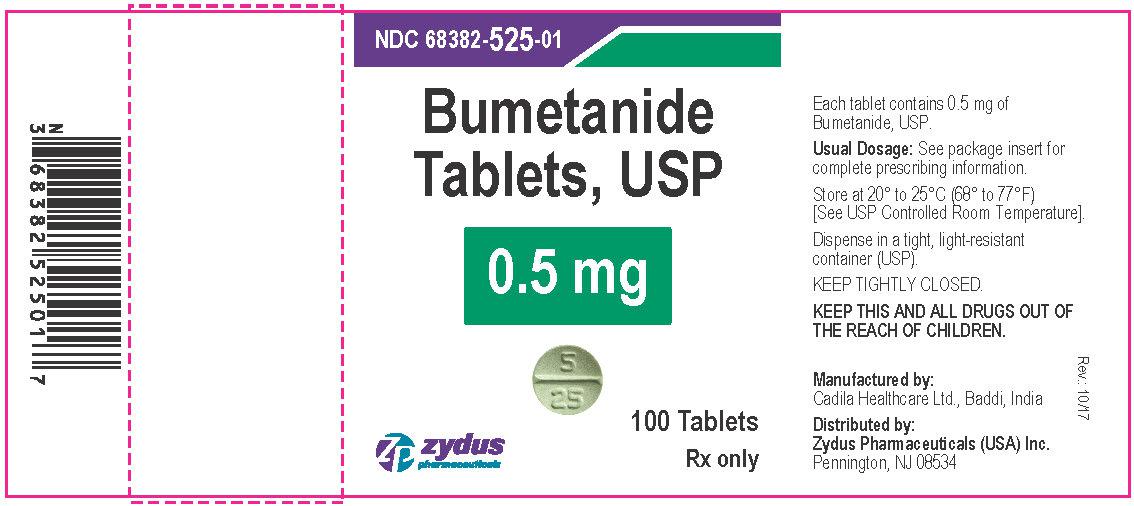 N
3 68382 52501 7
NDC 68382-525-01
Bumetanide
Tablets, USP
0.5 mg
5
25
100 Tablets
Rx only
zydus
pharmaceuticals
Each tablet contains 0.5 mg of
Bumetanide, USP.
Usual Dosage: See package insert for
complete prescribing information.
Store at 20° to 25°C (68° to 77°F)
[See USP Controlled Room Temperature].
Dispense in a tight, light-resistant
container (USP).
KEEP TIGHTLY CLOSED.
KEEP THIS AND ALL DRUGS OUT OF
THE REACH OF CHILDREN.
Manufactured by:
Cadila Healthcare Ltd., Baddi, India
Distributed by:
Zydus Pharmaceuticals (USA) Inc.
Pennington, NJ 08534
Rev.: 10/17